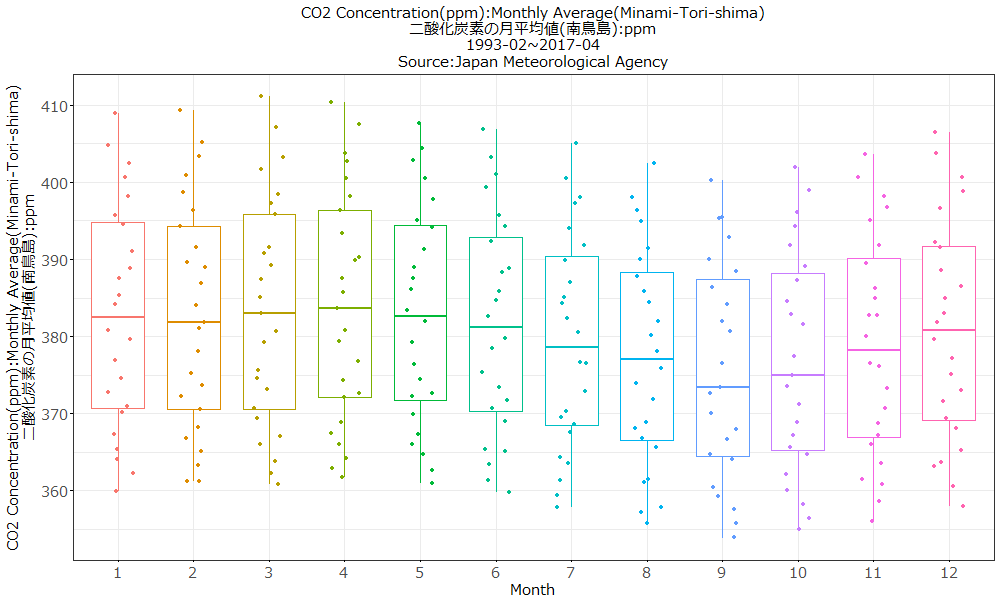 CO2 Concentration(ppm):Monthly Average(Minami-Tori-shima)
二酸化炭素の月平均値(南鳥島):ppm
1993-02~2017-04
Source:Japan Meteorological Agency
CO2 Concentration(ppm):Monthly Average(Minami-Tori-shima)
二酸化炭素の月平均値(南鳥島):ppm
410
400
390
380
370
360
1 2 3 4 5 6 7 8 9 10 11 12
Month